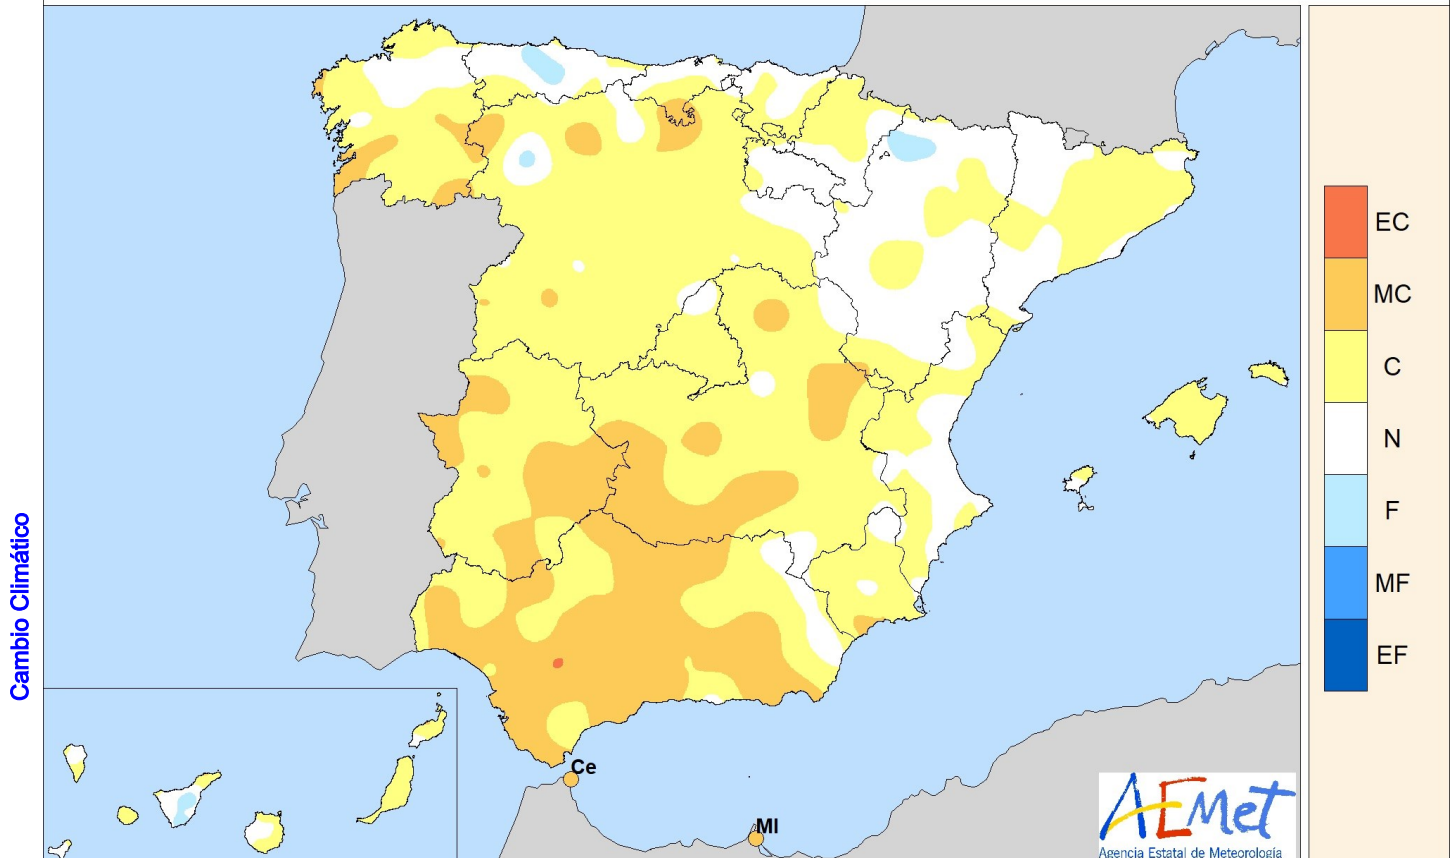 EC
MC
C
N
F
MF
EF
Cambio Climático
Ce
Ml
AEMet
Agencia Estatal de Meteorología